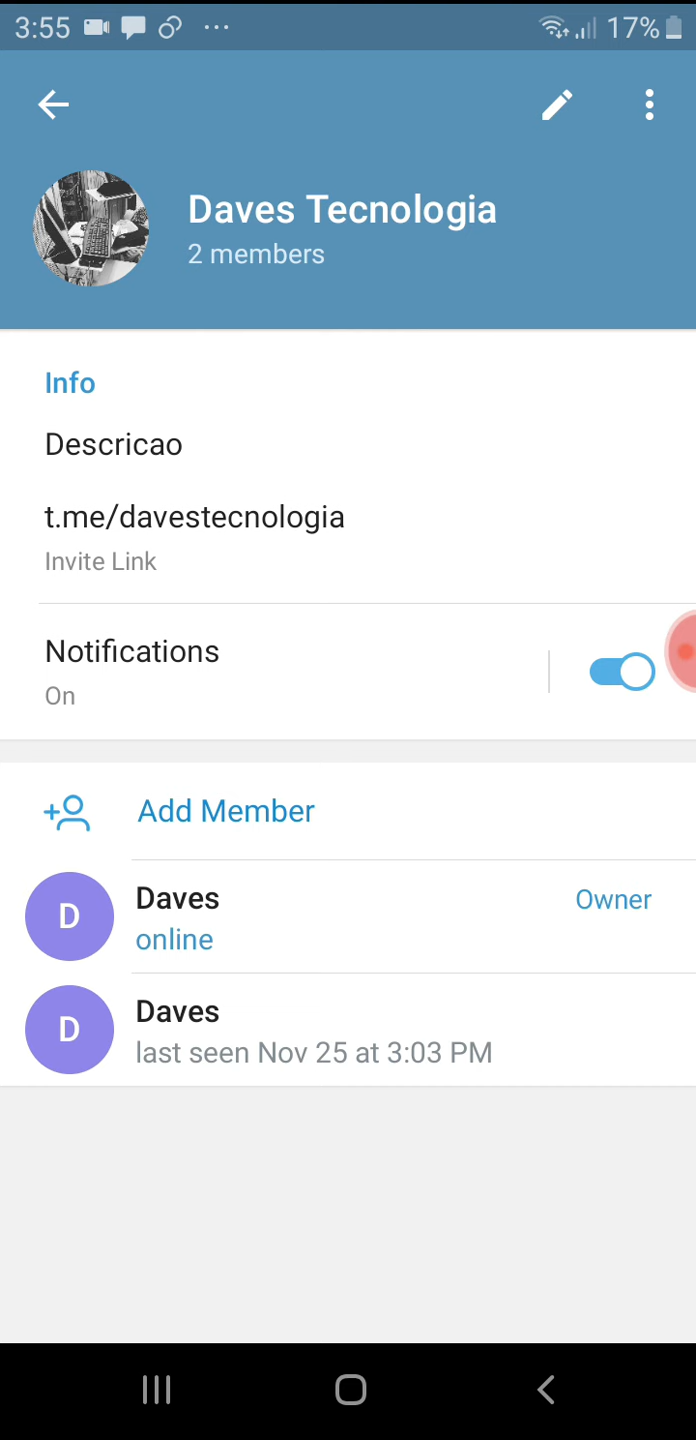 3:55 17%
Daves Tecnologia
2 members
Info
Descricao
t.me/davestecnologia
Invite Link
Notifications
On
Add Member
D Daves Owner
online
D Daves
last seen Nov 25 at 3:03 PM